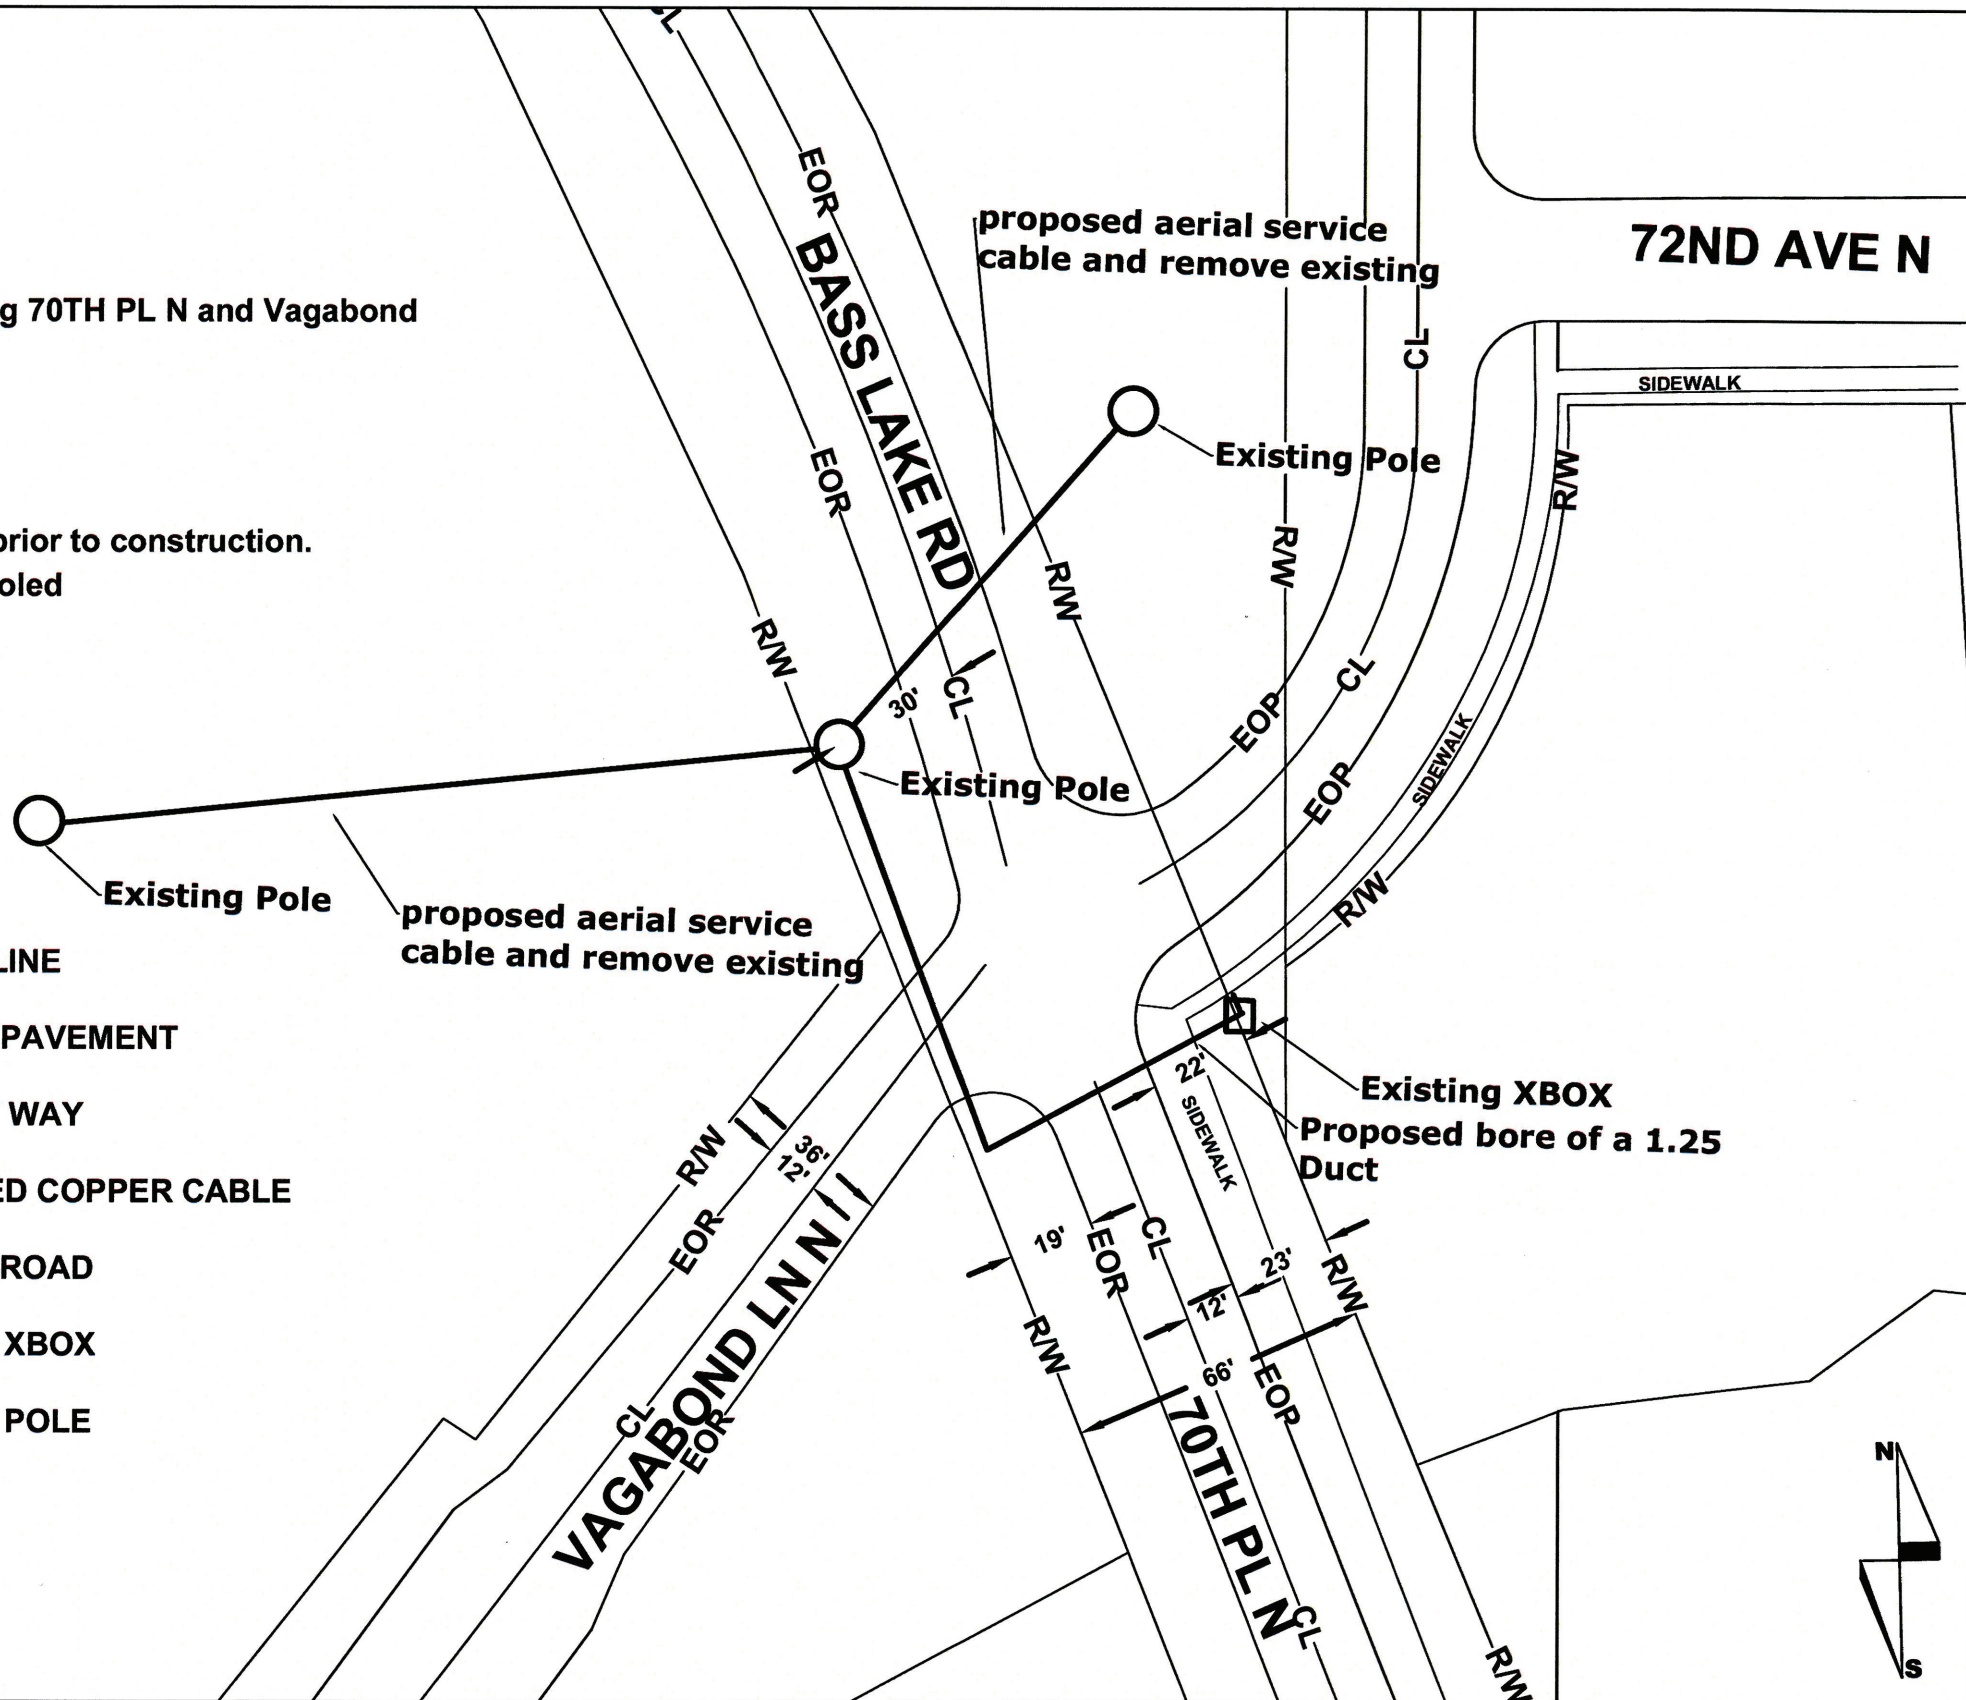 CL
EOR
BASS LAKE RD
proposed aerial service
cable and remove existing
72ND AVE N
g 70TH PL N and Vagabond
CL
SIDEWALK
EOR
Existing Pole
R/W
prior to construction.
oled
R/W
R/W
R/W
CL
30'
CL
EOP
SIDEWALK
Existing Pole
EOP
Existing Pole
R/W
proposed aerial service
cable and remove existing
LINE
PAVEMENT
22'
Existing XBOX
WAY
SIDEWALK
Proposed bore of a 1.25
Duct
R/W
36'
12'
ED COPPER CABLE
EOR
19'
EOR
CL
ROAD
23'
R/W
12'
XBOX
R/W
66'
EOP
POLE
CL
VAGABOND LN N
EOR
70TH PL N
N
CL
R/W
S